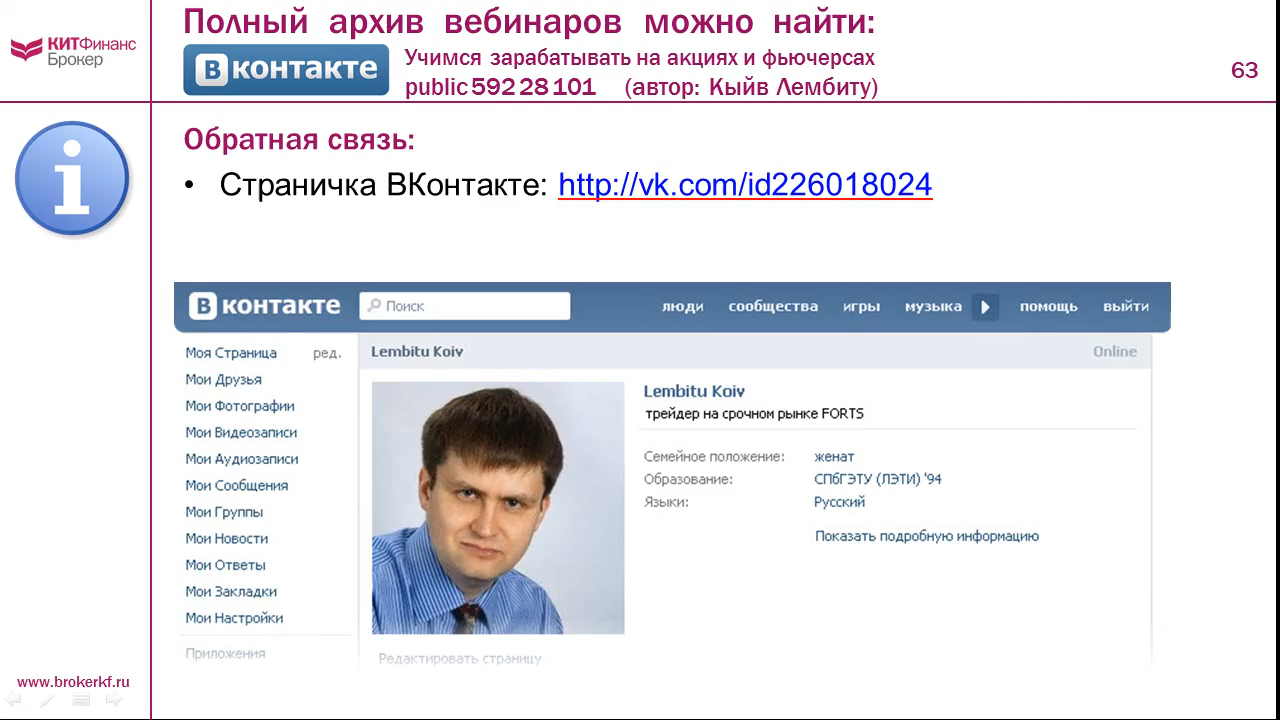 КИТФинанс
Брокер
Полный архив вебинаров можно найти:
В контакте
Учимся зарабатывать на акциях и фьючерсах
public 592 28 101 (автор: Кыйв Лембиту)
63
Обратная связь:
• Страничка ВКонтакте: http://vk.com/id226018024
В контакте
Поиск
люди
сообщества
игры
музыка
помощь
выйти
Моя Страница
ред.
Мои Друзья
Мои Фотографии
Мои Видеозаписи
Мои Аудиозаписи
Мои Сообщения
Мои Группы
Мои Новости
Мои Ответы
Мои Закладки
Мои Настройки
Приложения
Lembitu Koiv
Online
Lembitu Koiv
трейдер на срочном рынке FORTS
Семейное положение: женат
Образование: СПбГЭТУ (ЛЭТИ) '94
Языки: Русский
Показать подробную информацию
Редактировать страницу
www.brokerkf.ru